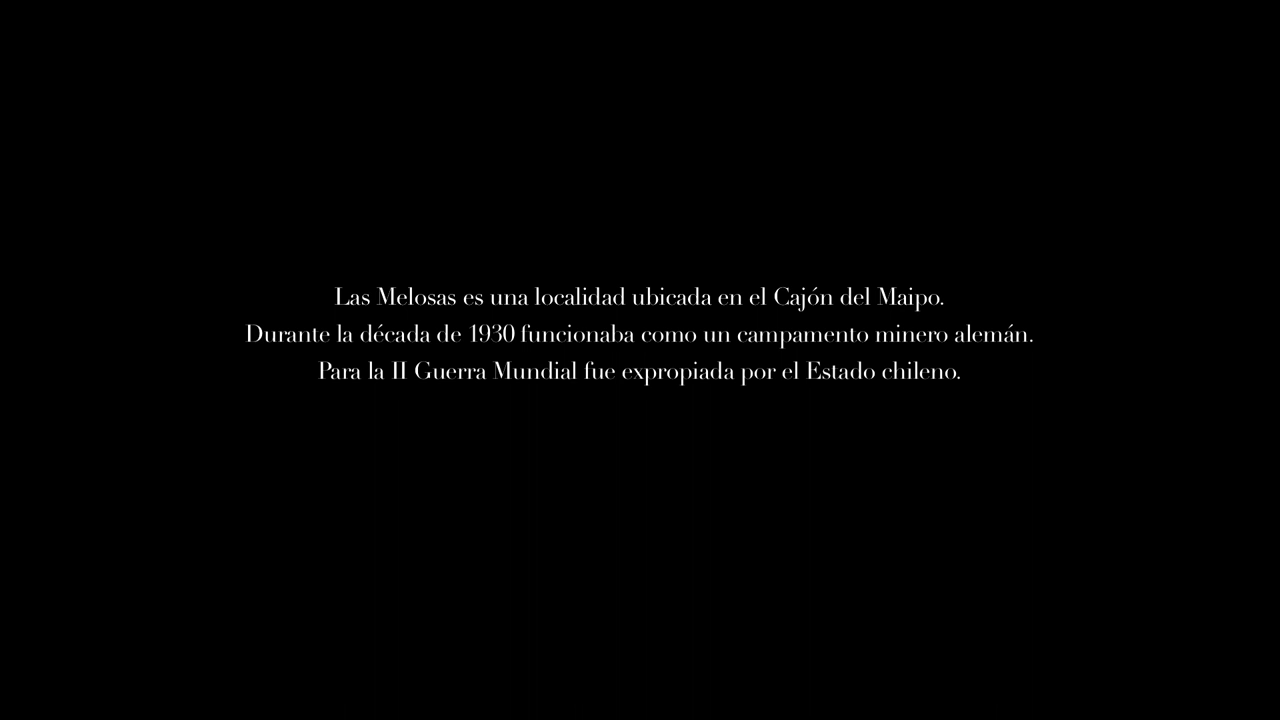 Las Melosas es una localidad ubicada en el Cajón del Maipo.
Durante la década de 1930 funcionaba como un campamento minero alemán.
Para la II Guerra Mundial fue expropiada por el Estado chileno.